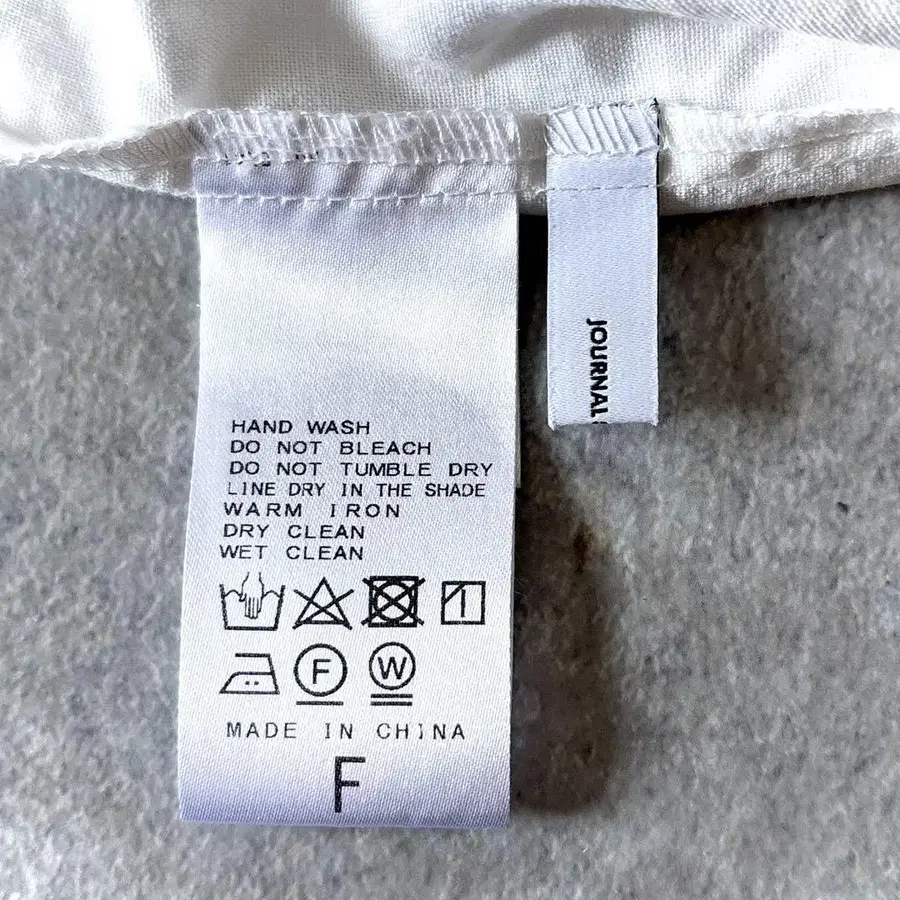 HAND WASH
DO NOT BLEACH
DO NOT TUMBLE DRY
LINE DRY IN THE SHADE
WARM IRON
DRY CLEAN
WET CLEAN
F W
MADE IN CHINA
F
JOURNAL